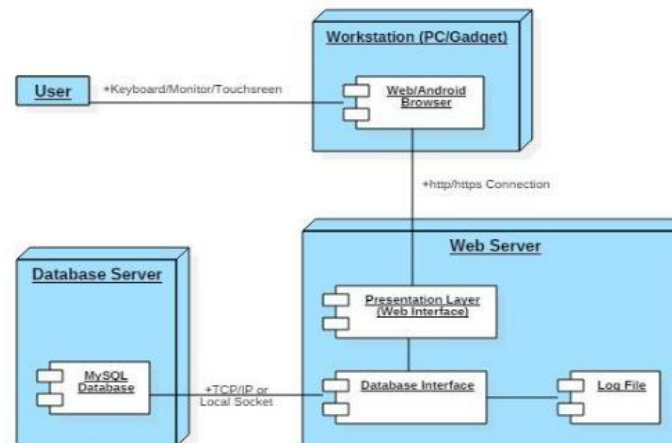 Workstation (PC/Gadget)
User
+Keyboard/Monitor/Touchsreen
Web/Android
Browser
+http/https Connection
Web Server
Database Server
Presentation Layer
(Web Interface)
MySQL
Database
+TCP/IP or
Local Socket
Database Interface
Log File